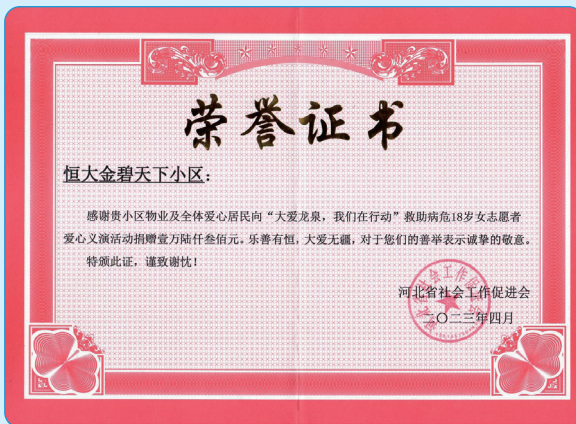 荣誉证书
恒大金碧天下小区：
感谢贵小区物业及全体爱心居民向“大爱龙泉，我们在行动”救助病危18岁女志愿者
爱心义演活动捐赠壹万陆仟叁佰元。乐善有恒，大爱无疆，对于您们的善举表示诚挚的敬意。
特颁此证，谨致谢忱！
河北省社会工作促进会
二〇二三年四月